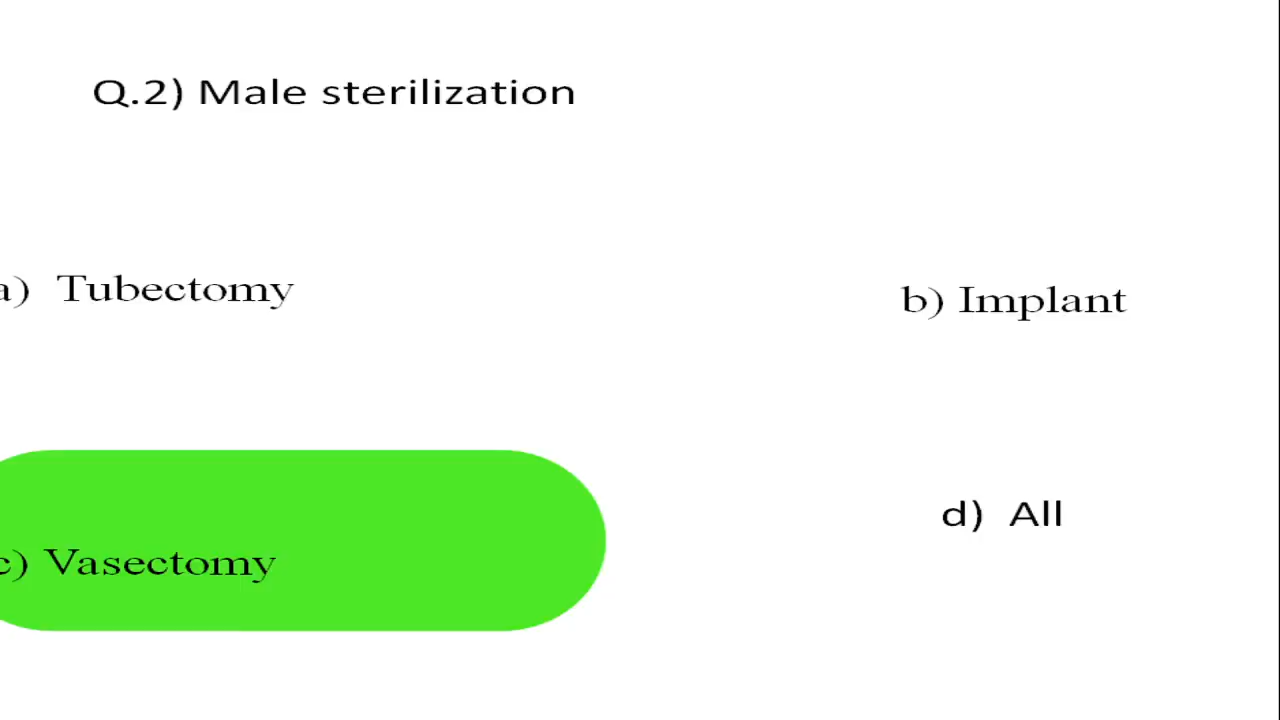 Q.2) Male sterilization
a) Tubectomy
b) Implant
c) Vasectomy
d) All